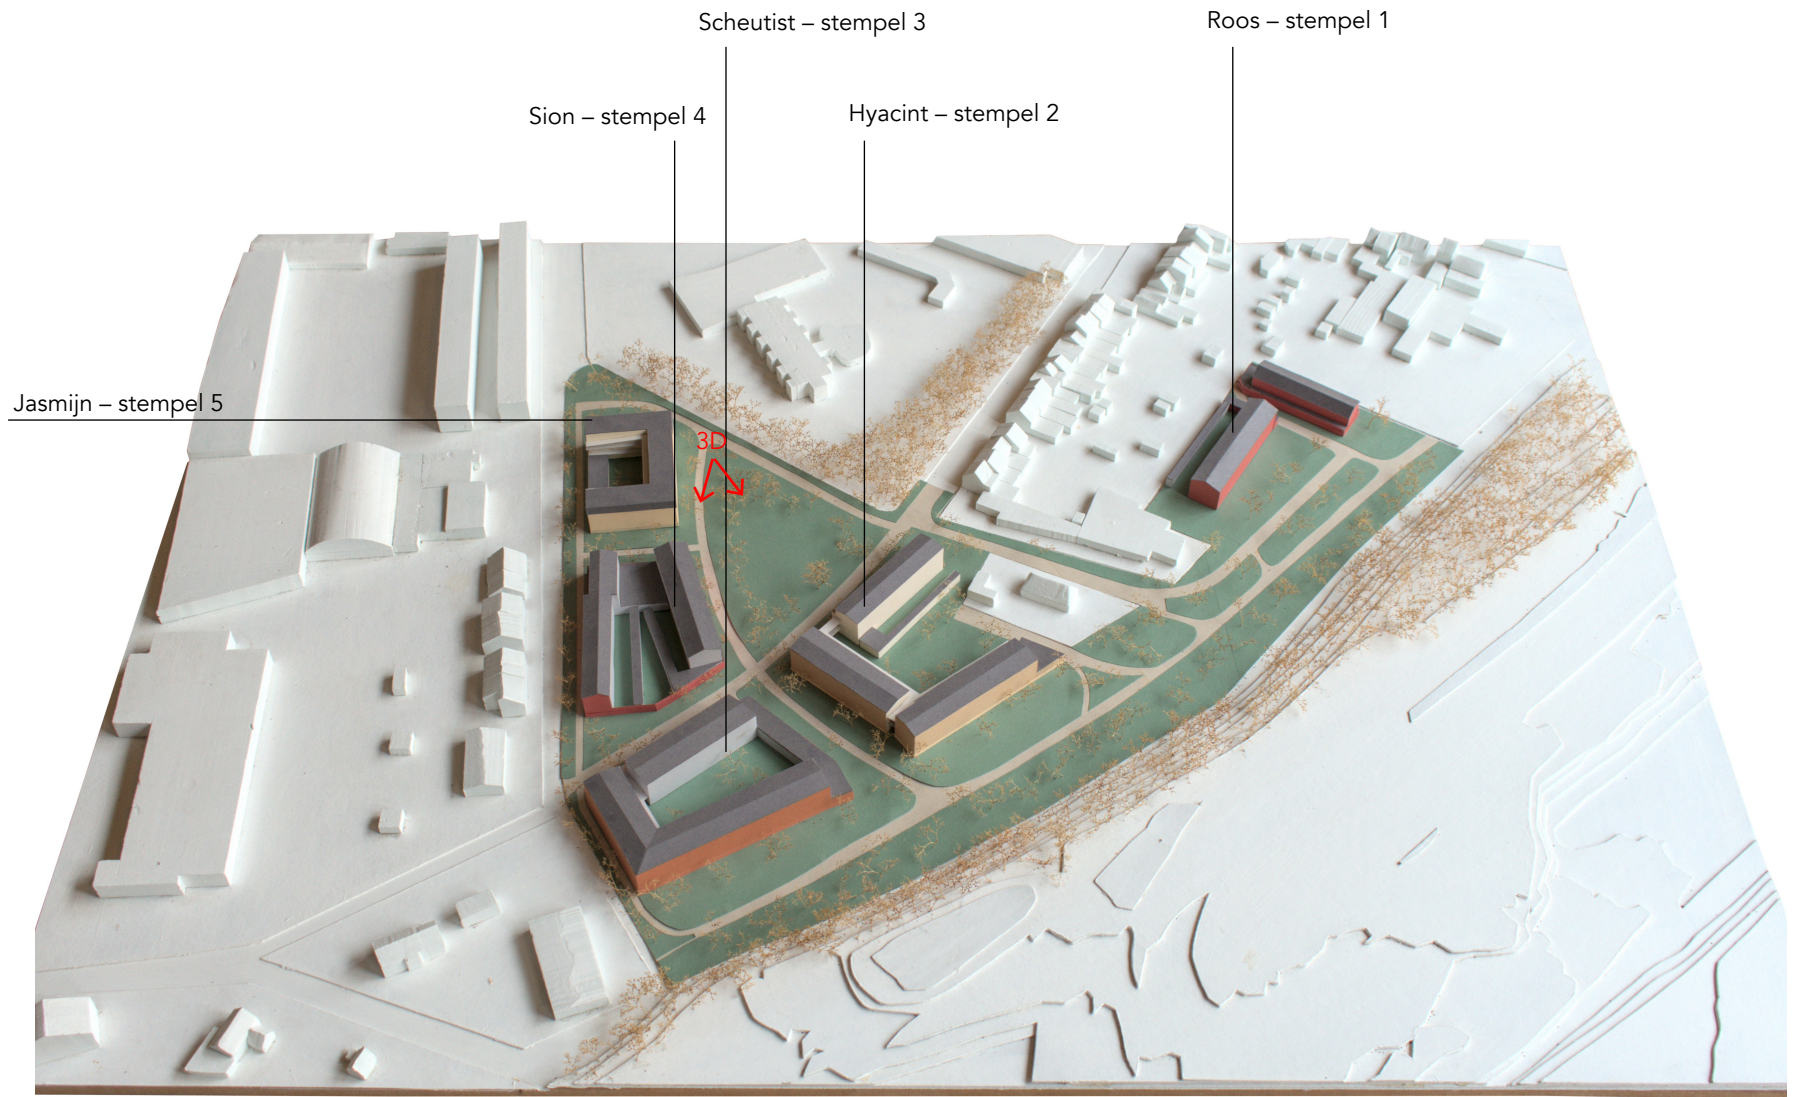 Scheutist – stempel 3
Roos – stempel 1
Sion – stempel 4
Hyacint – stempel 2
Jasmijn – stempel 5
3D